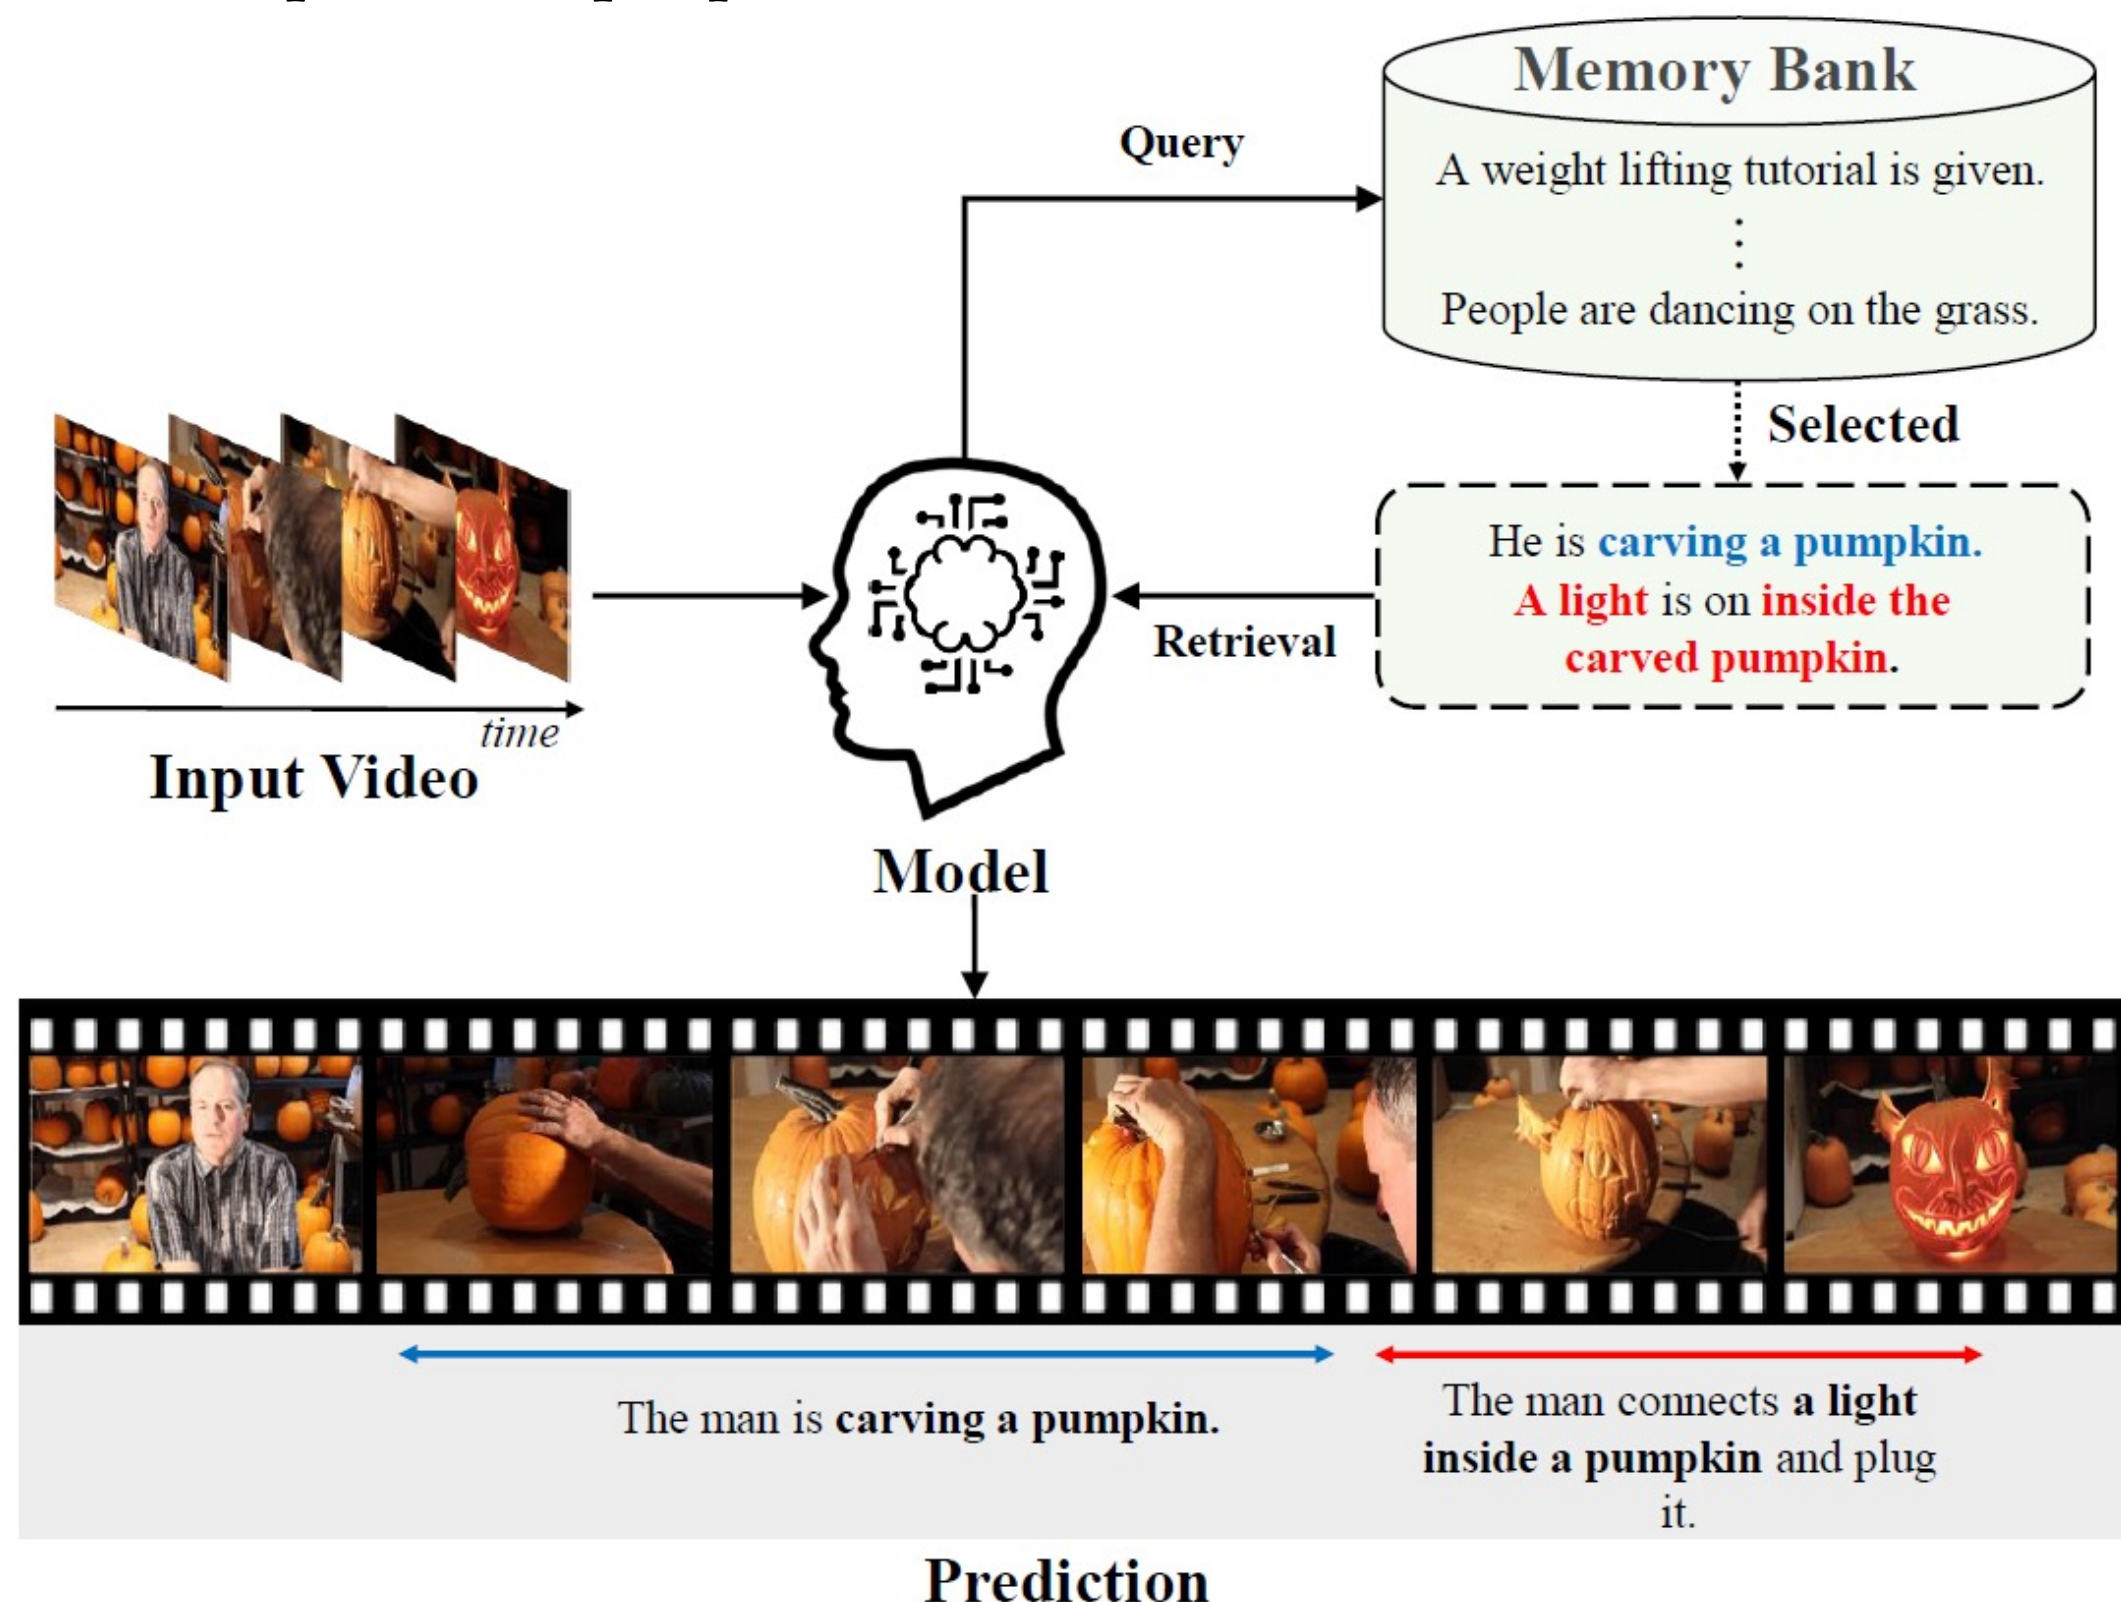 Memory Bank
Query
A weight lifting tutorial is given.
People are dancing on the grass.
Selected
He is carving a pumpkin.
A light is on inside the
carved pumpkin.
Retrieval
time
Input Video
Model
The man is carving a pumpkin.
The man connects a light
inside a pumpkin and plug
it.
Prediction